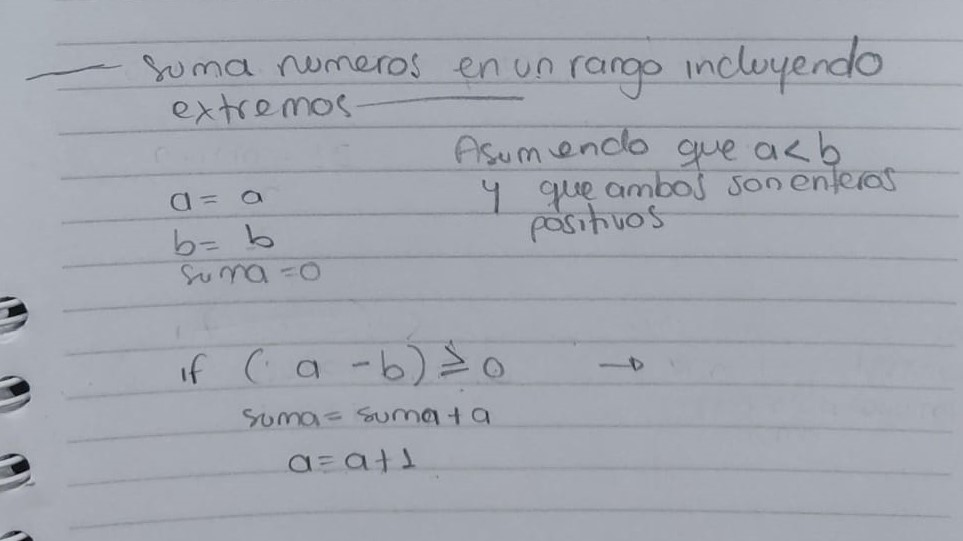 — suma numeros en un rango incluyendo
extremos —
Asumiendo que a < b
y que ambos son enteros
positivos
a = a
b = b
suma = 0
if ( a - b) ≥ 0 →
suma = suma + a
a = a + 1